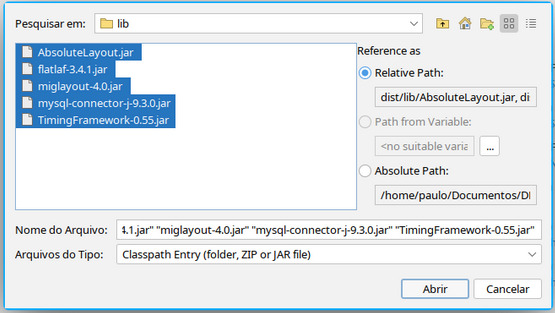 Pesquisar em: lib
AbsoluteLayout.jar
flatlaf-3.4.1.jar
miglayout-4.0.jar
mysql-connector-j-9.3.0.jar
TimingFramework-0.55.jar
Reference as
Relative Path:
dist/lib/AbsoluteLayout.jar, di
Path from Variable:
<no suitable varia
...
Absolute Path:
/home/paulo/Documentos/DI
Nome do Arquivo: 4.1.jar" "miglayout-4.0.jar" "mysql-connector-j-9.3.0.jar" "TimingFramework-0.55.jar"
Arquivos do Tipo: Classpath Entry (folder, ZIP or JAR file)
Abrir Cancelar